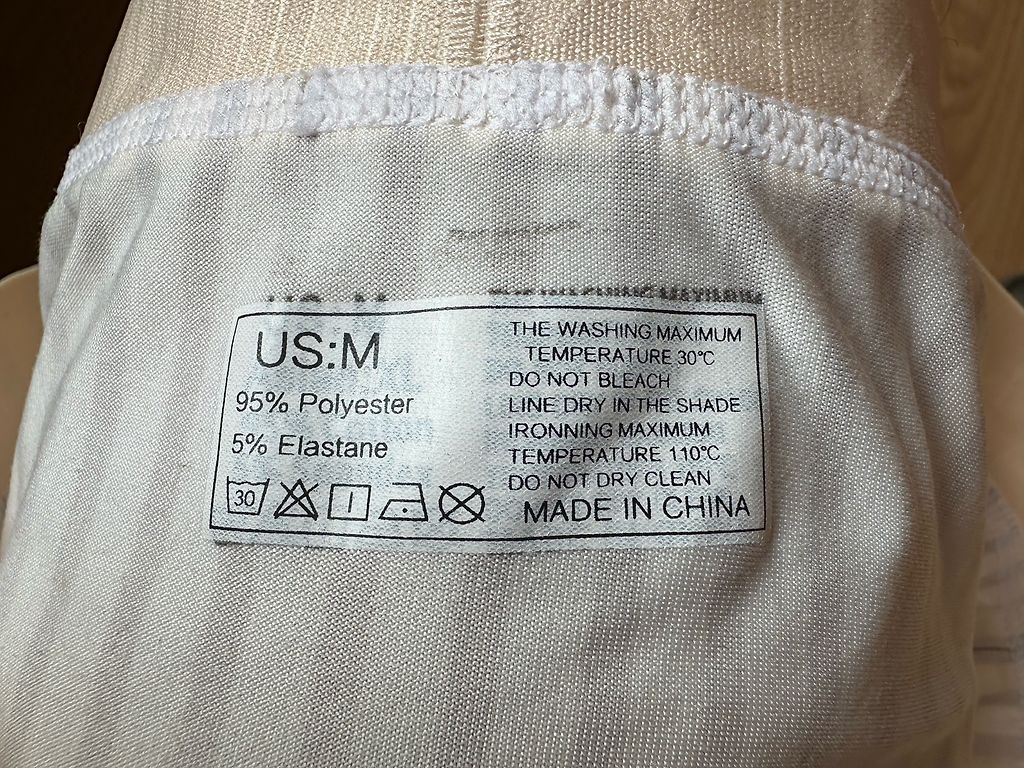 US:M
95% Polyester
5% Elastane
30
THE WASHING MAXIMUM
TEMPERATURE 30℃
DO NOT BLEACH
LINE DRY IN THE SHADE
IRONNING MAXIMUM
TEMPERATURE 110℃
DO NOT DRY CLEAN
MADE IN CHINA